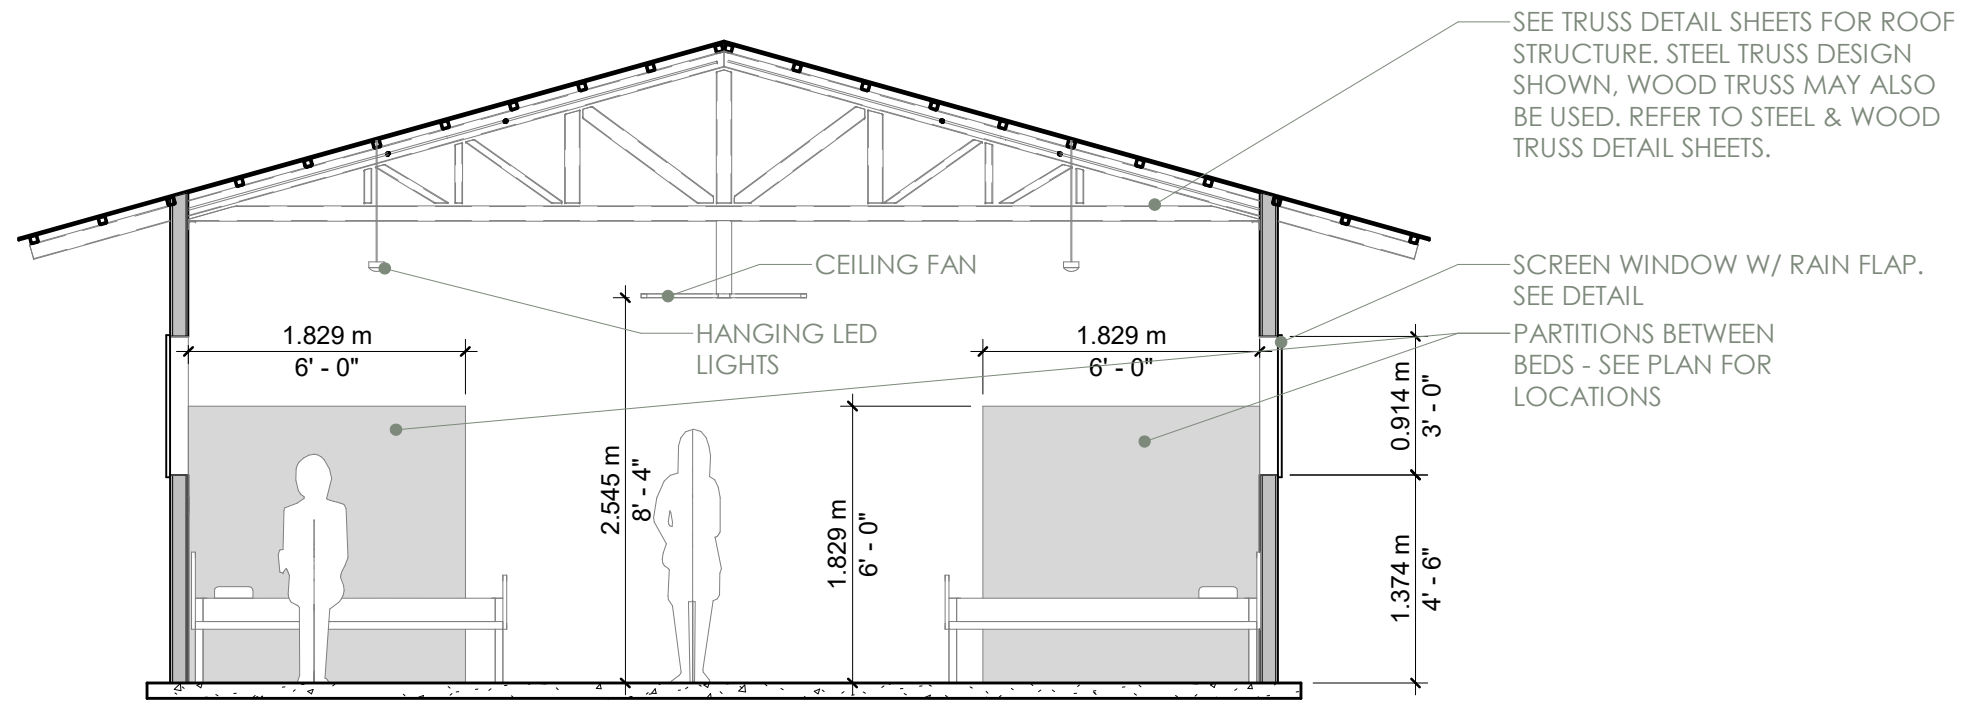 SEE TRUSS DETAIL SHEETS FOR ROOF
STRUCTURE. STEEL TRUSS DESIGN
SHOWN, WOOD TRUSS MAY ALSO
BE USED. REFER TO STEEL & WOOD
TRUSS DETAIL SHEETS.
CEILING FAN
SCREEN WINDOW W/ RAIN FLAP.
SEE DETAIL
HANGING LED
LIGHTS
PARTITIONS BETWEEN
BEDS - SEE PLAN FOR
LOCATIONS
1.829 m
6' - 0"
1.829 m
6' - 0"
2.545 m
8' - 4"
1.829 m
6' - 0"
0.914 m
3' - 0"
1.374 m
4' - 6"